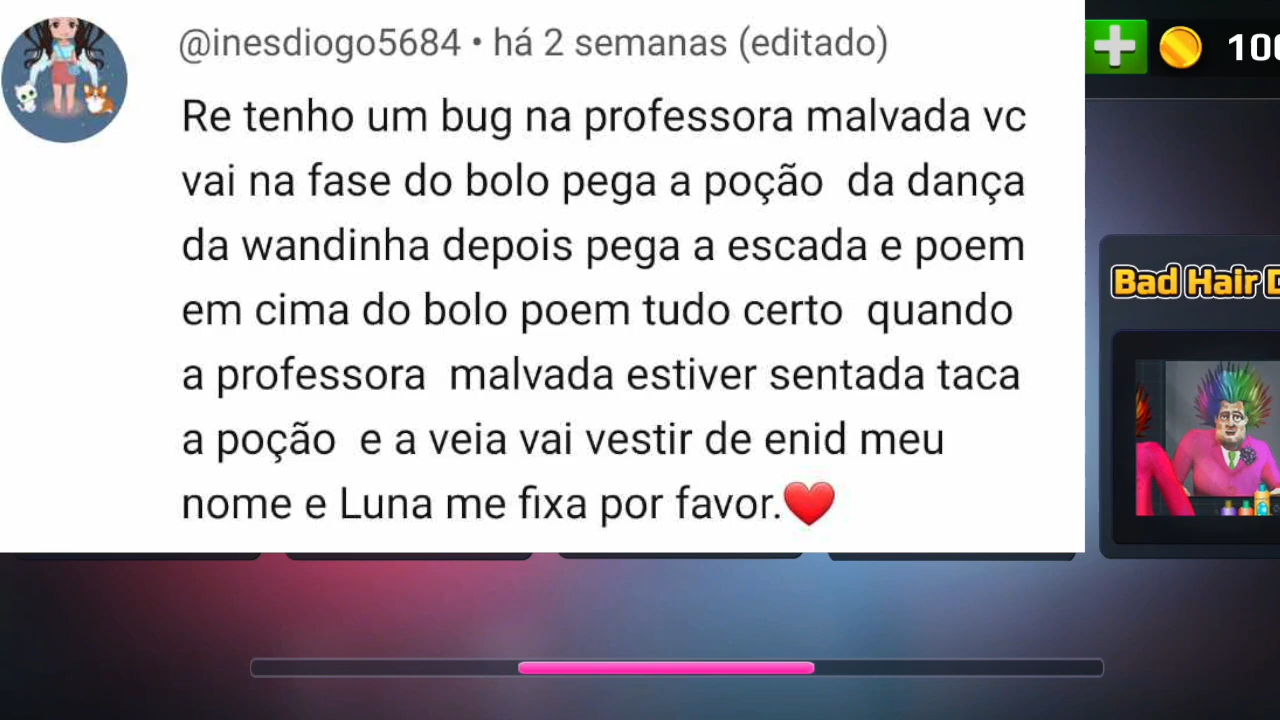 @inesdiogo5684 • há 2 semanas (editado)
Re tenho um bug na professora malvada vc
vai na fase do bolo pega a poção da dança
da wandinha depois pega a escada e poem
em cima do bolo poem tudo certo quando
a professora malvada estiver sentada taca
a poção e a veia vai vestir de enid meu
nome e Luna me fixa por favor.❤️
Bad Hair